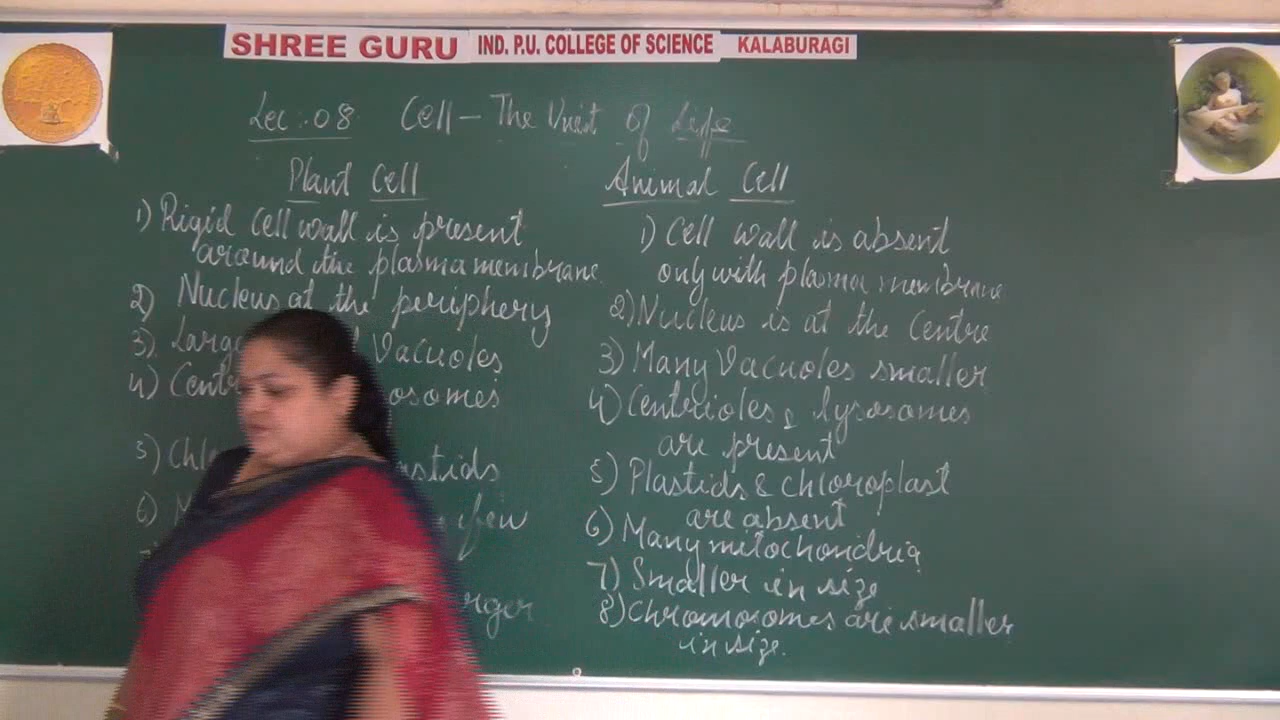 SHREE GURU IND. P.U. COLLEGE OF SCIENCE KALABURAGI
Lec :- 08 Cell - The Unit of Life
Plant Cell
1) Rigid Cell wall is present
around the plasma membrane
2) Nucleus at the periphery
3) Vacuoles
4)
5) 
6)
Animal Cell
1) Cell wall is absent
only with plasma membrane
2) Nucleus is at the Centre
3) Many Vacuoles smaller
4) Centrioles & lysosomes
are present
5) Plastids & chloroplast
are absent
6) Many mitochondria
7) Smaller in size
8) Chromosomes are smaller
in size.